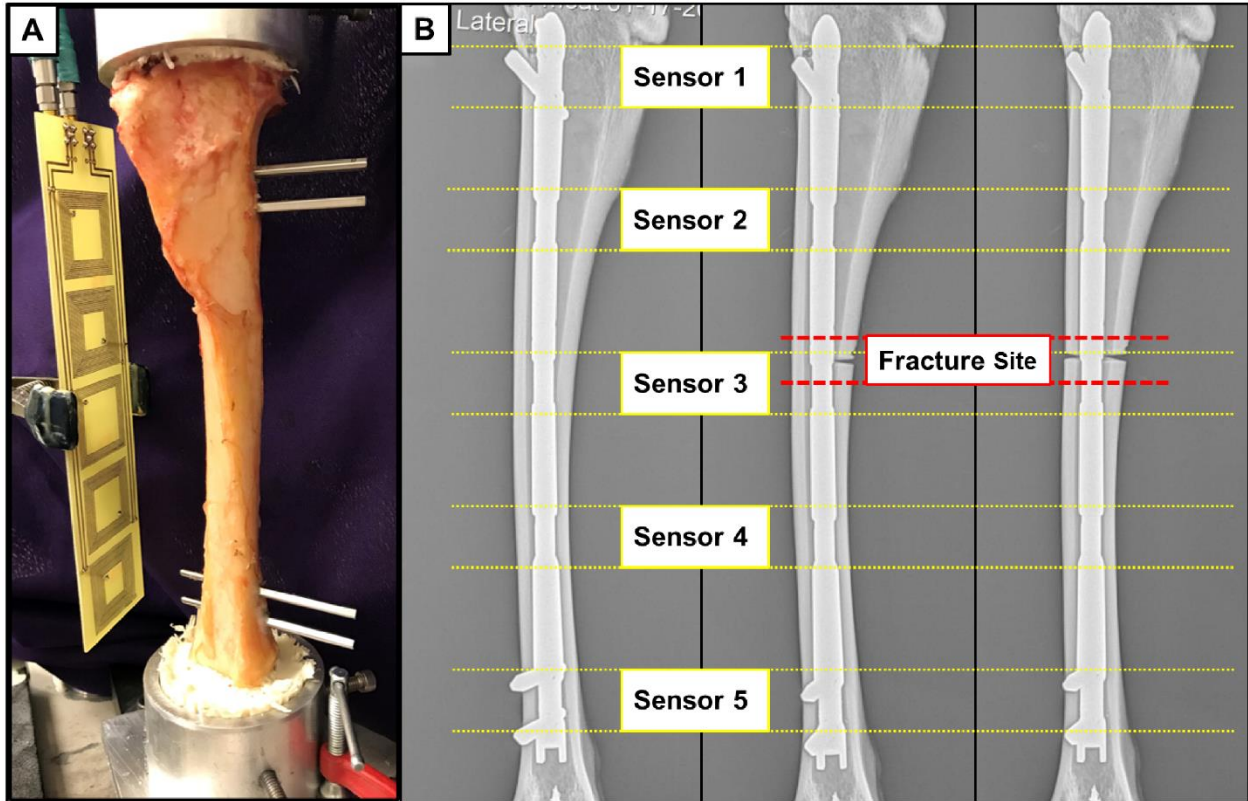 A
B
Lateral
Sensor 1
Sensor 2
Fracture Site
Sensor 3
Sensor 4
Sensor 5